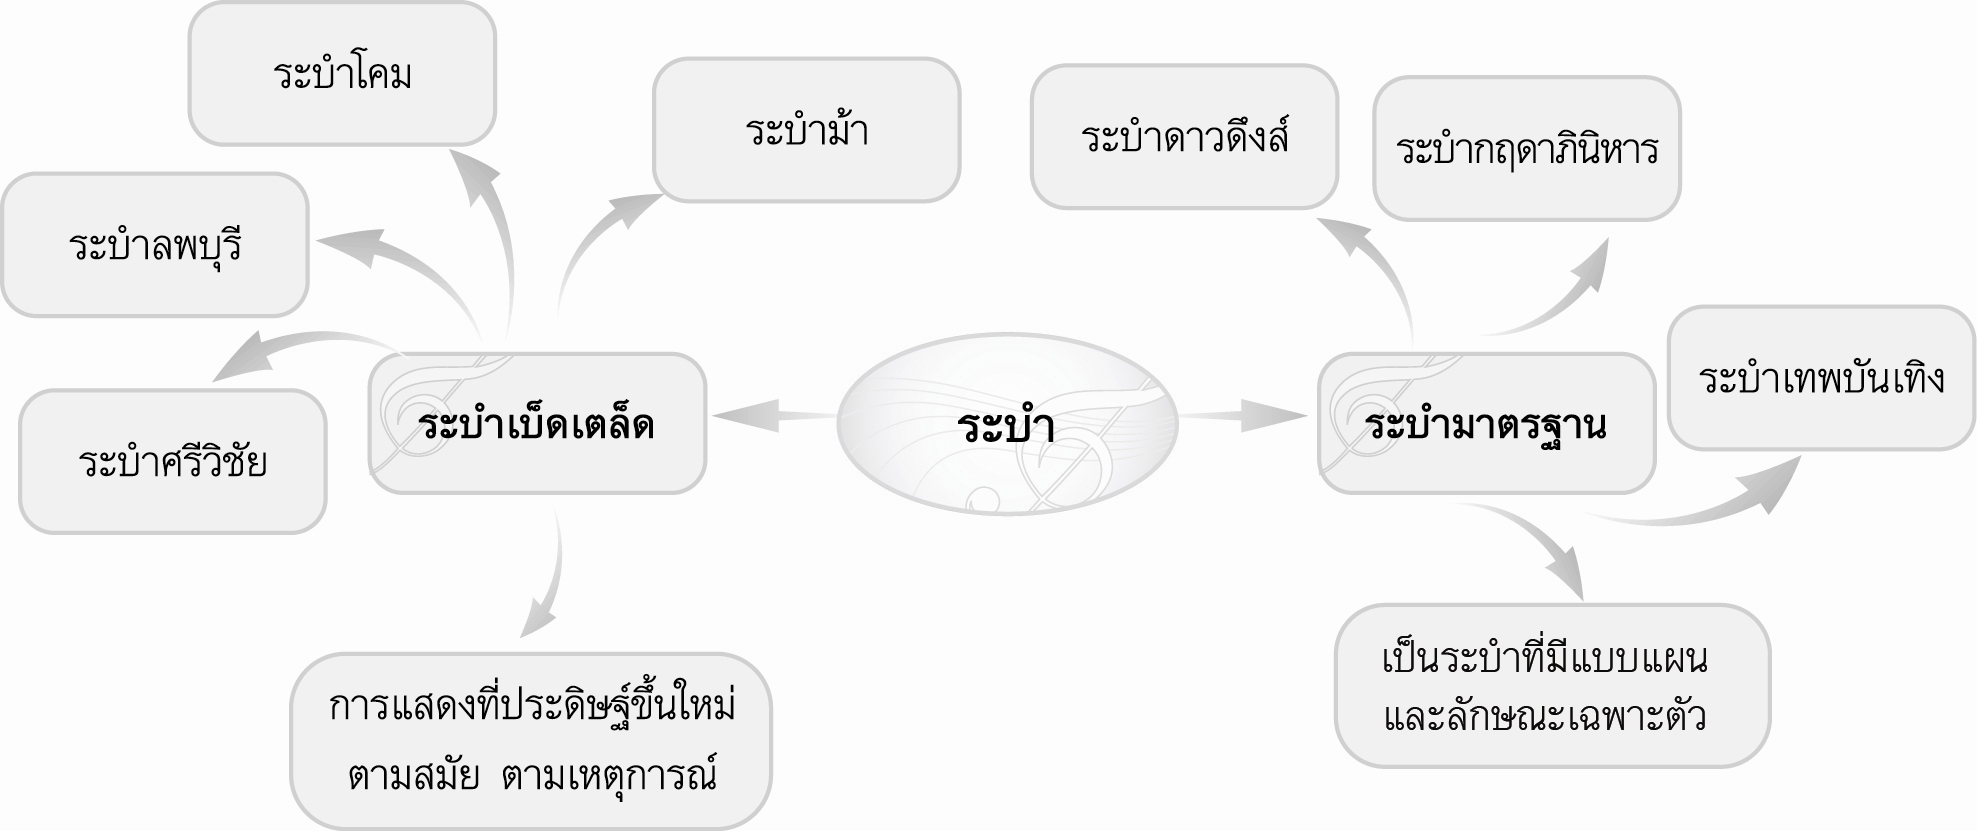 ระบำโคม
ระบำม้า
ระบำดาวดึงส์
ระบำกฤดาภินิหาร
ระบำลพบุรี
ระบำเทพบันเทิง
ระบำศรีวิชัย
ระบำเบ็ดเตล็ด
ระบำ
ระบำมาตรฐาน
การแสดงที่ประดิษฐ์ขึ้นใหม่
ตามสมัย ตามเหตุการณ์
เป็นระบำที่มีแบบแผน
และลักษณะเฉพาะตัว